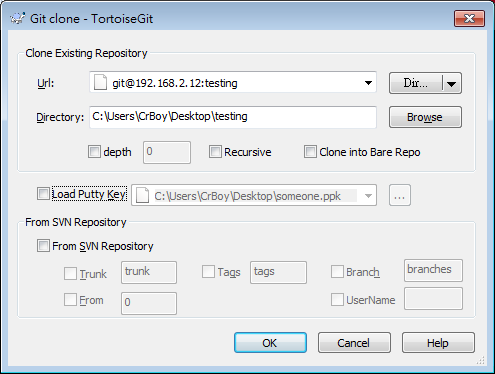 Git clone - TortoiseGit
Clone Existing Repository
Url: git@192.168.2.12:testing Dir...
Directory: C:\Users\CrBoy\Desktop\testing Browse
depth 0 Recursive Clone into Bare Repo
Load Putty Key C:\Users\CrBoy\Desktop\someone.ppk ...
From SVN Repository
From SVN Repository
Trunk trunk Tags tags Branch branches
From 0 UserName
OK Cancel Help